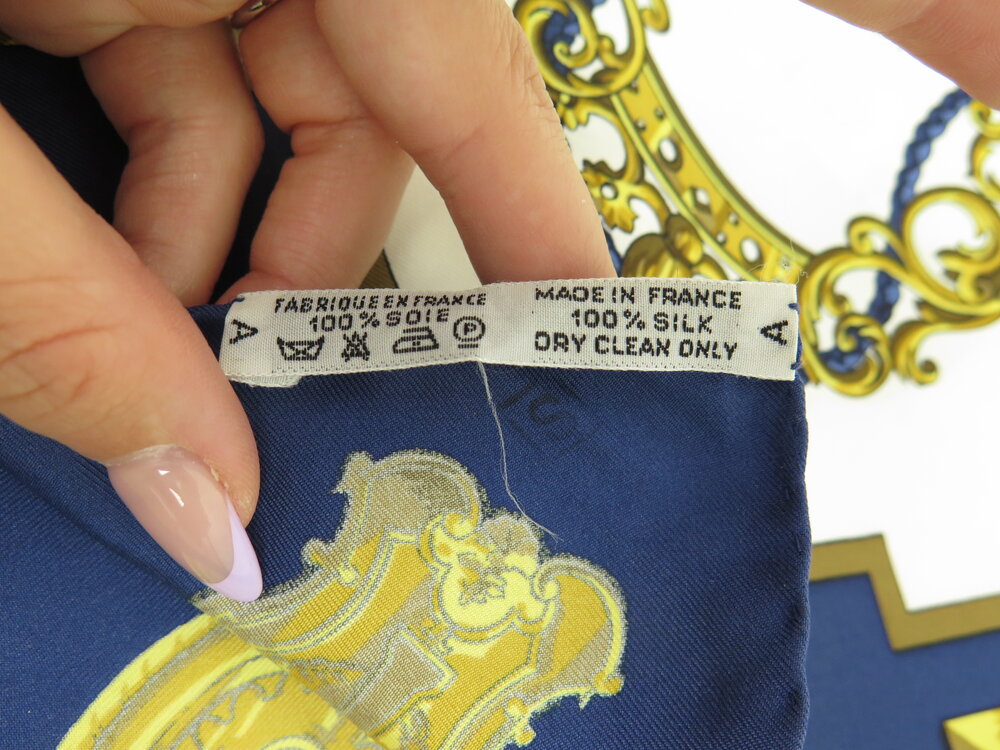 A
FABRIQUE EN FRANCE
100% SOIE
P
MADE IN FRANCE
100% SILK
DRY CLEAN ONLY
A